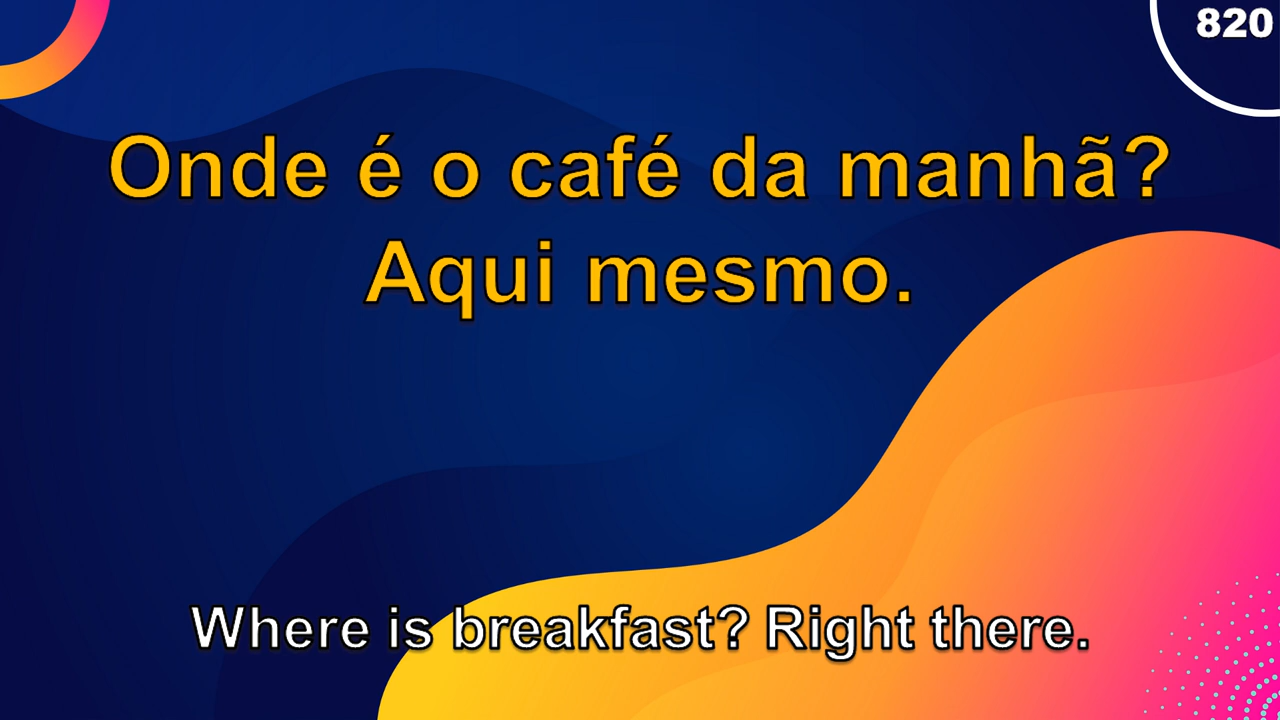 820
Onde é o café da manhã?
Aqui mesmo.
Where is breakfast? Right there.